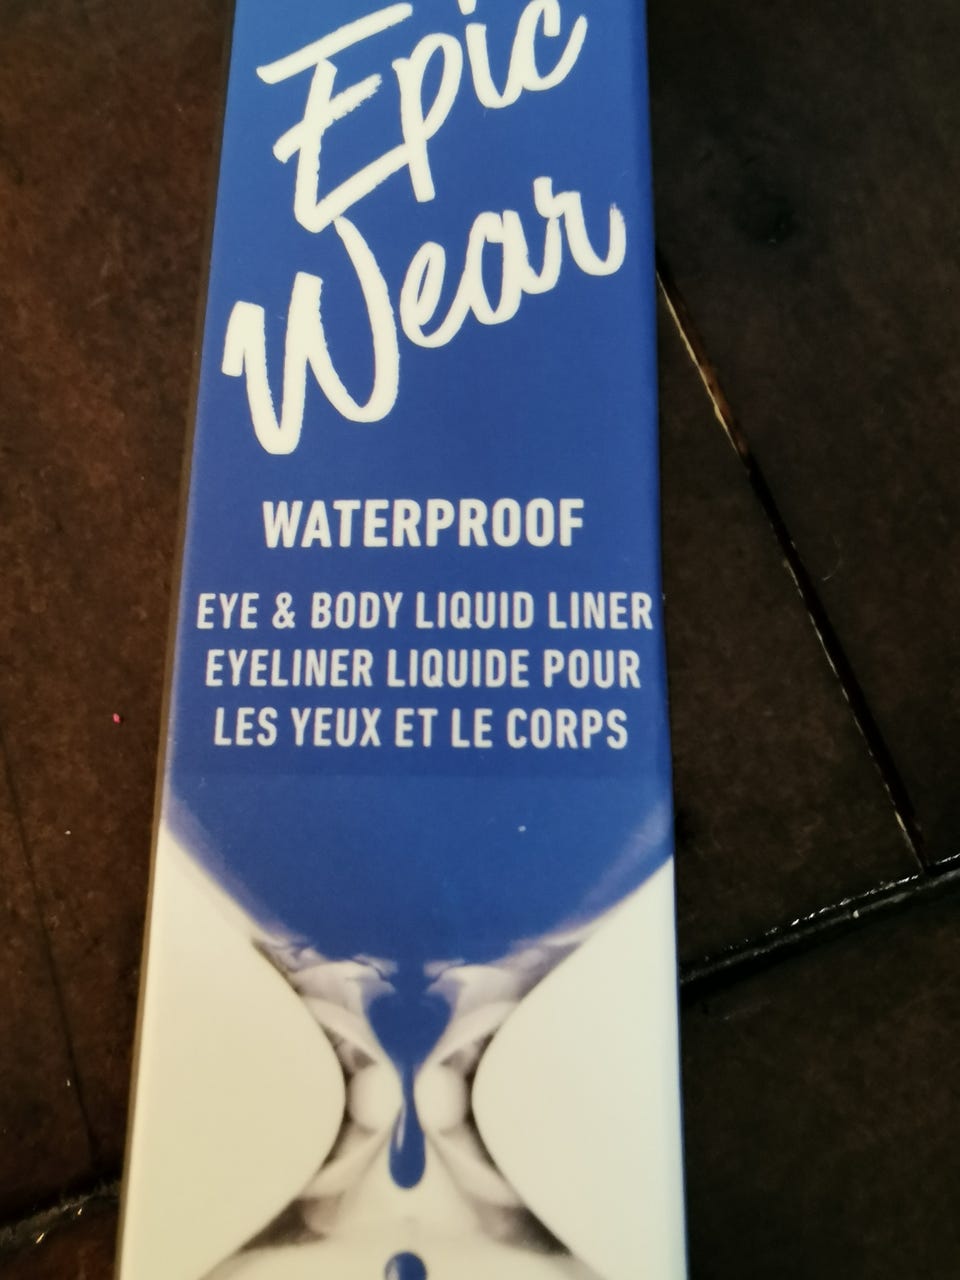 Epic
Wear
WATERPROOF
EYE & BODY LIQUID LINER
EYELINER LIQUIDE POUR
LES YEUX ET LE CORPS